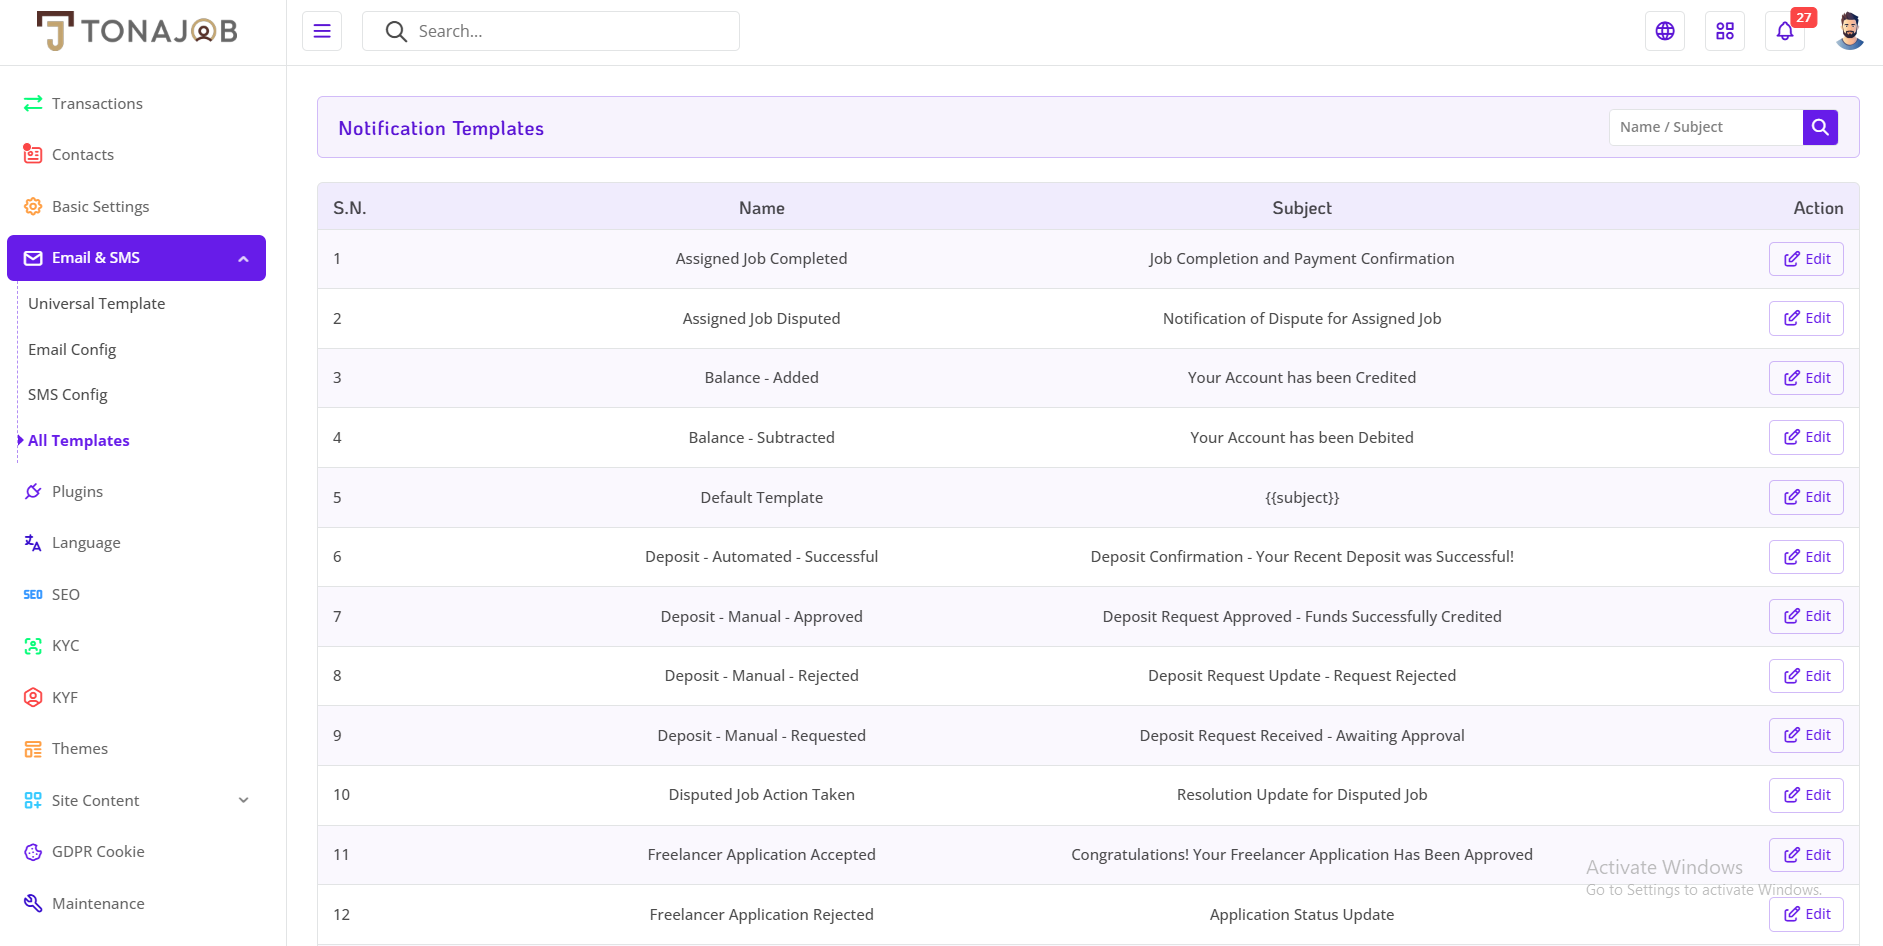 TONAJOB
Search...
27
Transactions
Contacts
Basic Settings
Email & SMS
Universal Template
Email Config
SMS Config
All Templates
Plugins
Language
SEO SEO
KYC
KYF
Themes
Site Content
GDPR Cookie
Maintenance
Notification Templates
Name / Subject
S.N. Name Subject Action
1 Assigned Job Completed Job Completion and Payment Confirmation Edit
2 Assigned Job Disputed Notification of Dispute for Assigned Job Edit
3 Balance - Added Your Account has been Credited Edit
4 Balance - Subtracted Your Account has been Debited Edit
5 Default Template {{subject}} Edit
6 Deposit - Automated - Successful Deposit Confirmation - Your Recent Deposit was Successful! Edit
7 Deposit - Manual - Approved Deposit Request Approved - Funds Successfully Credited Edit
8 Deposit - Manual - Rejected Deposit Request Update - Request Rejected Edit
9 Deposit - Manual - Requested Deposit Request Received - Awaiting Approval Edit
10 Disputed Job Action Taken Resolution Update for Disputed Job Edit
11 Freelancer Application Accepted Congratulations! Your Freelancer Application Has Been Approved Edit
12 Freelancer Application Rejected Application Status Update Edit
Activate Windows
Go to Settings to activate Windows.